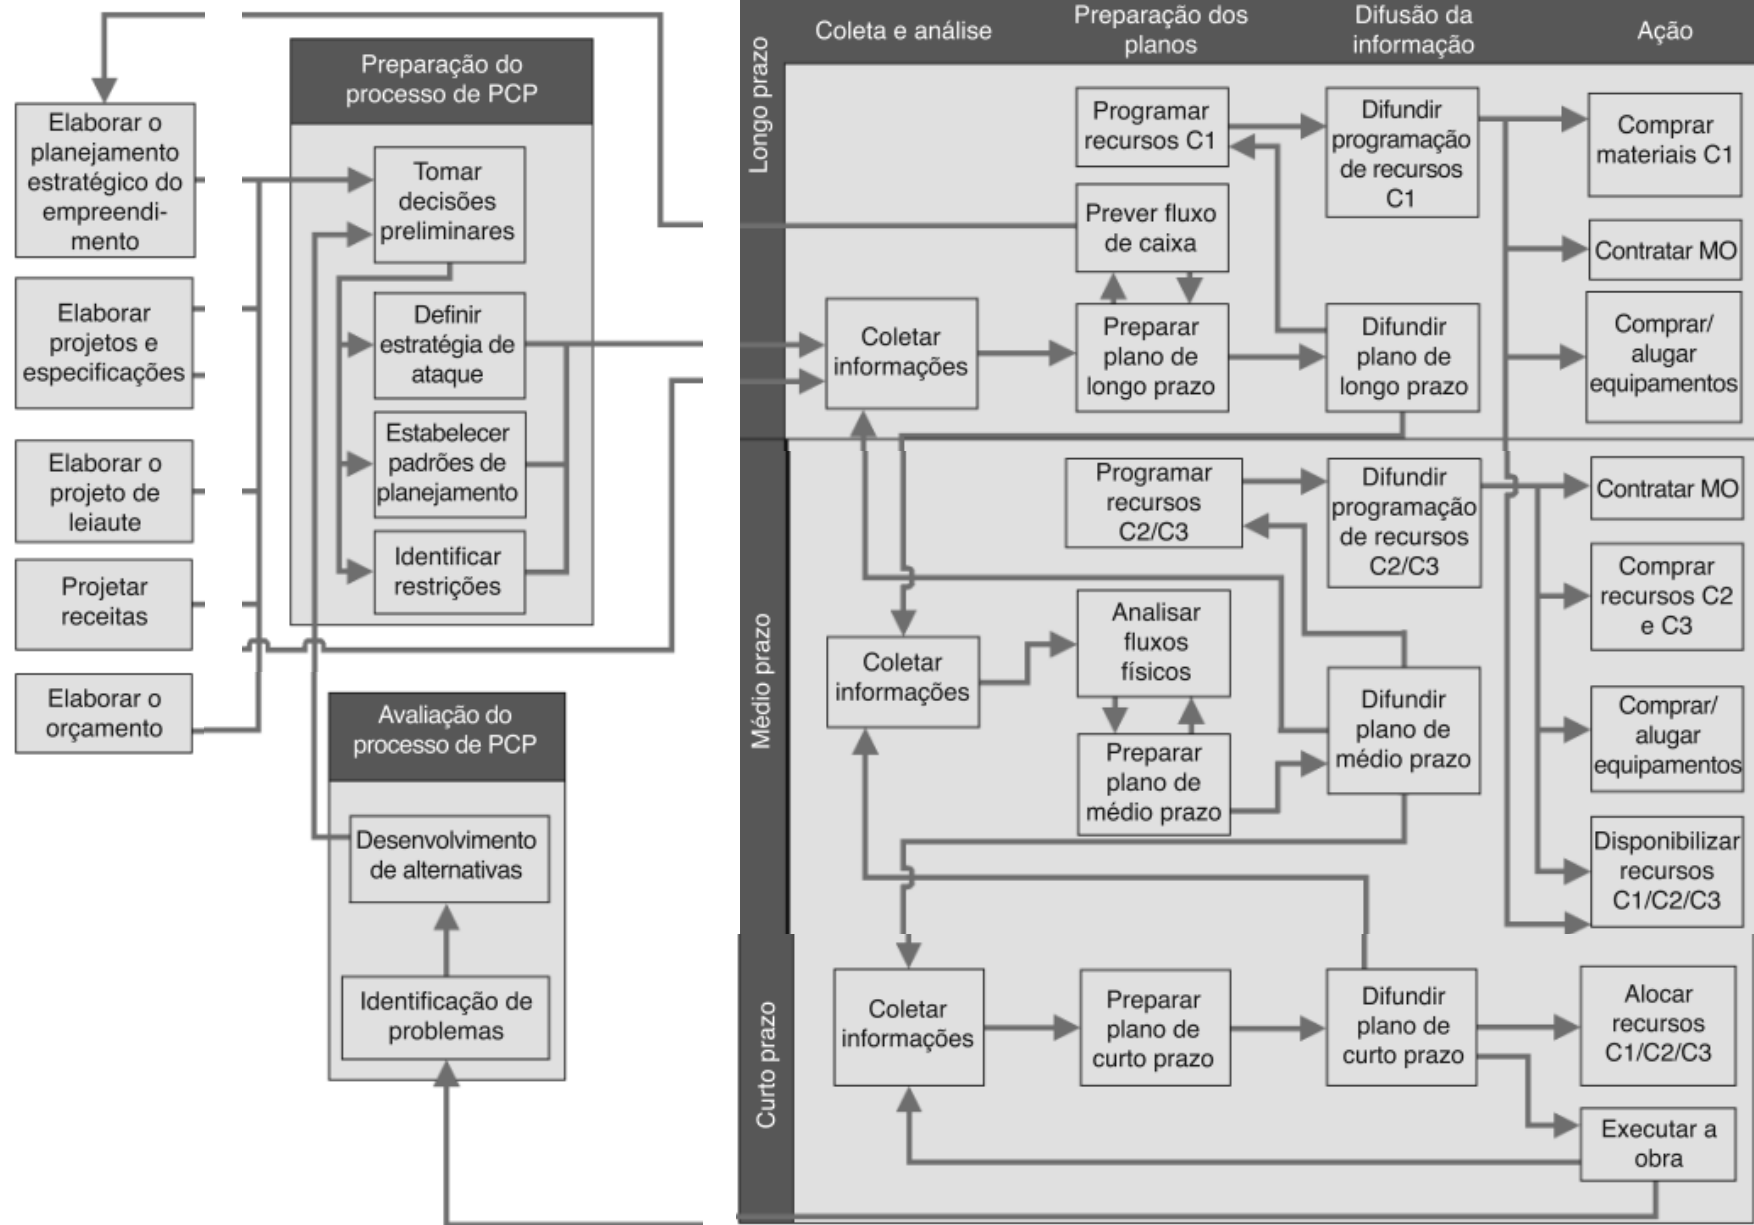 Elaborar o
planejamento
estratégico do
empreendi-
mento
Elaborar
projetos e
especificações
Elaborar o
projeto de
leiaute
Projetar
receitas
Elaborar o
orçamento
Preparação do
processo de PCP
Tomar
decisões
preliminares
Definir
estratégia de
ataque
Estabelecer
padrões de
planejamento
Identificar
restrições
Avaliação do
processo de PCP
Desenvolvimento
de alternativas
Identificação de
problemas
Coleta e análise
Preparação dos
planos
Difusão da
informação
Ação
Longo prazo
Programar
recursos C1
Difundir
programação
de recursos
C1
Comprar
materiais C1
Prever fluxo
de caixa
Contratar MO
Coletar
informações
Preparar
plano de
longo prazo
Difundir
plano de
longo prazo
Comprar/
alugar
equipamentos
Médio prazo
Programar
recursos
C2/C3
Difundir
programação
de recursos
C2/C3
Contratar MO
Comprar
recursos C2
e C3
Coletar
informações
Analisar
fluxos
físicos
Preparar
plano de
médio prazo
Difundir
plano de
médio prazo
Comprar/
alugar
equipamentos
Disponibilizar
recursos
C1/C2/C3
Curto prazo
Coletar
informações
Preparar
plano de
curto prazo
Difundir
plano de
curto prazo
Alocar
recursos
C1/C2/C3
Executar a
obra